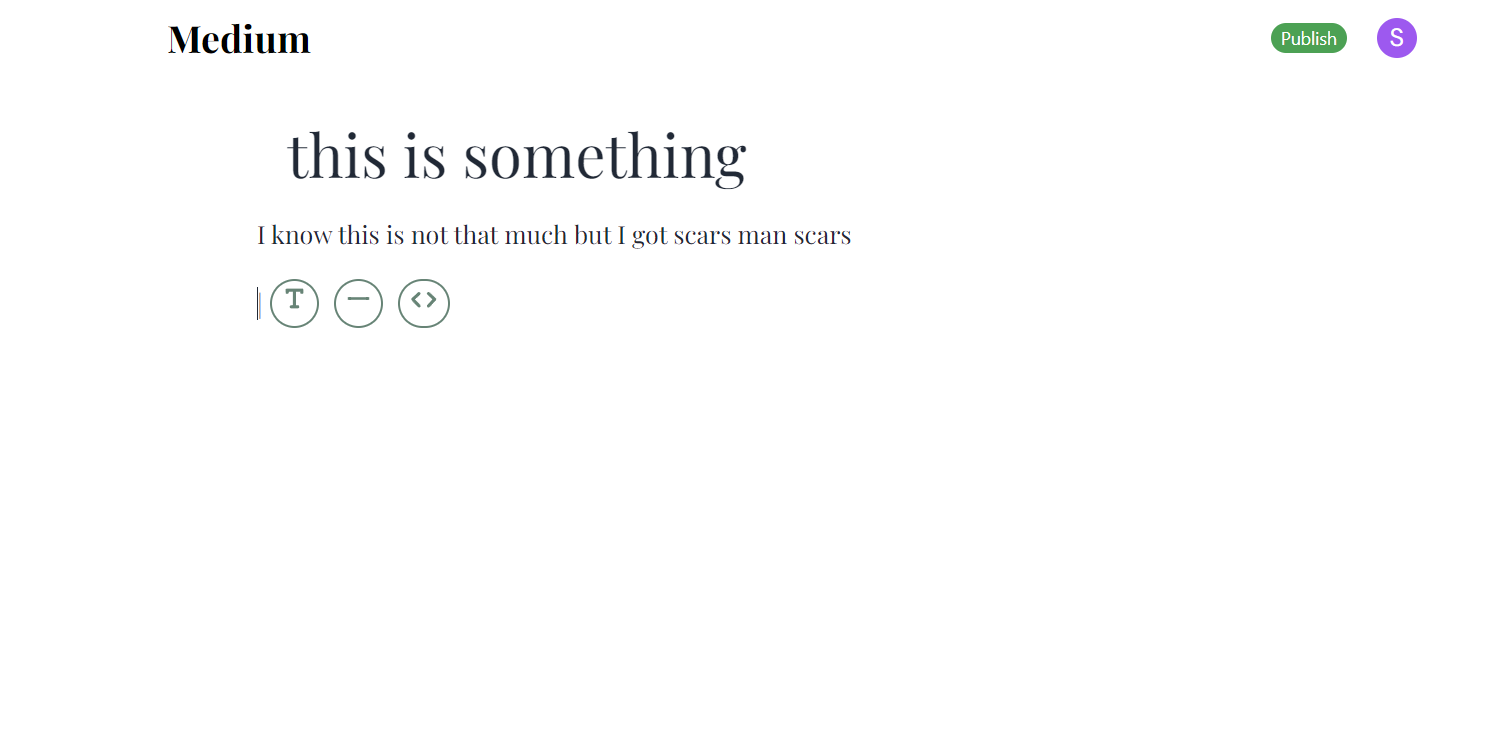 Medium
Publish
S
this is something
I know this is not that much but I got scars man scars
T